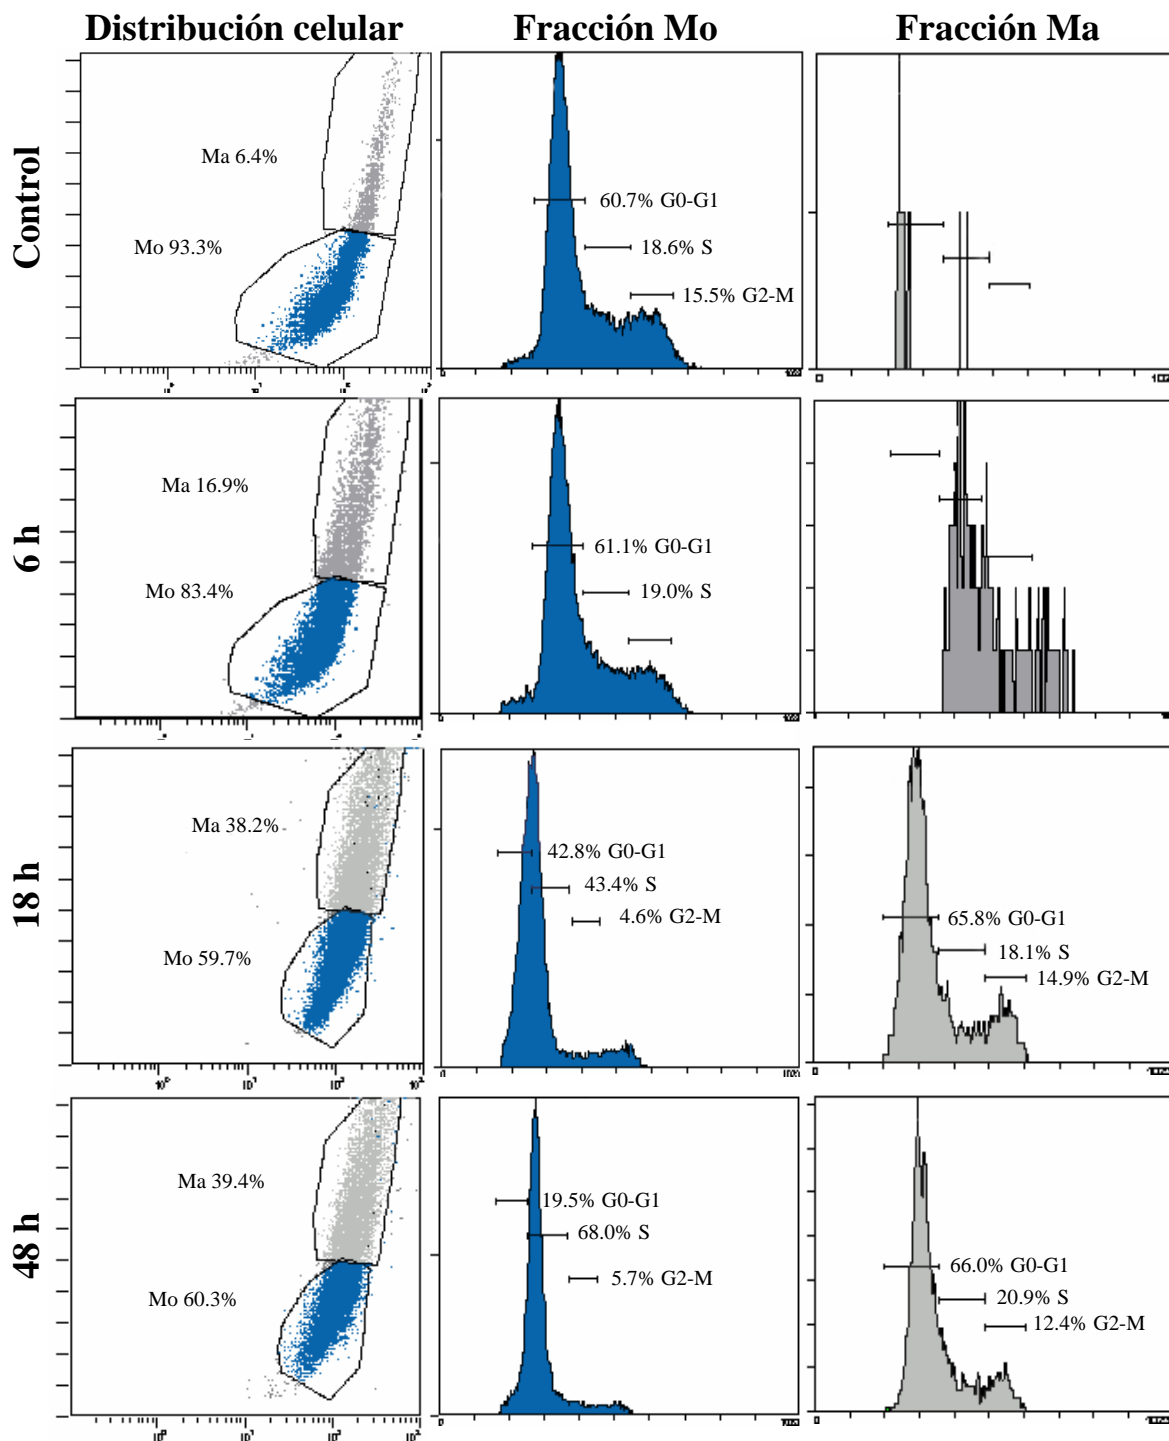 Distribución celular
Fracción Mo
Fracción Ma
Control
Ma 6.4%
Mo 93.3%
60.7% G0-G1
18.6% S
15.5% G2-M
0
6 h
Ma 16.9%
Mo 83.4%
61.1% G0-G1
19.0% S
18 h
Ma 38.2%
Mo 59.7%
42.8% G0-G1
43.4% S
4.6% G2-M
65.8% G0-G1
18.1% S
14.9% G2-M
0
48 h
Ma 39.4%
Mo 60.3%
19.5% G0-G1
68.0% S
5.7% G2-M
66.0% G0-G1
20.9% S
12.4% G2-M
0